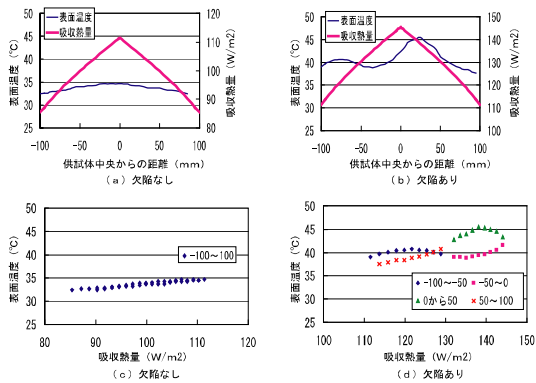 50
45
40
35
30
25
表面温度(℃)
表面温度
吸収熱量
120
110
100
90
80
吸収熱量(W/m2)
-100 -50 0 50 100
供試体中央からの距離(mm)
(a)欠陥なし
50
45
40
35
30
25
表面温度(℃)
表面温度
吸収熱量
150
140
130
120
110
100
吸収熱量(W/m2)
-100 -50 0 50 100
供試体中央からの距離(mm)
(b)欠陥あり
50
45
40
35
30
25
表面温度(℃)
-100~100
80 90 100 110 120
吸収熱量(W/m2)
(c)欠陥なし
50
45
40
35
30
25
表面温度(℃)
-100~-50 -50~0
0から50 50~100
100 110 120 130 140 150
吸収熱量(W/m2)
(d)欠陥あり